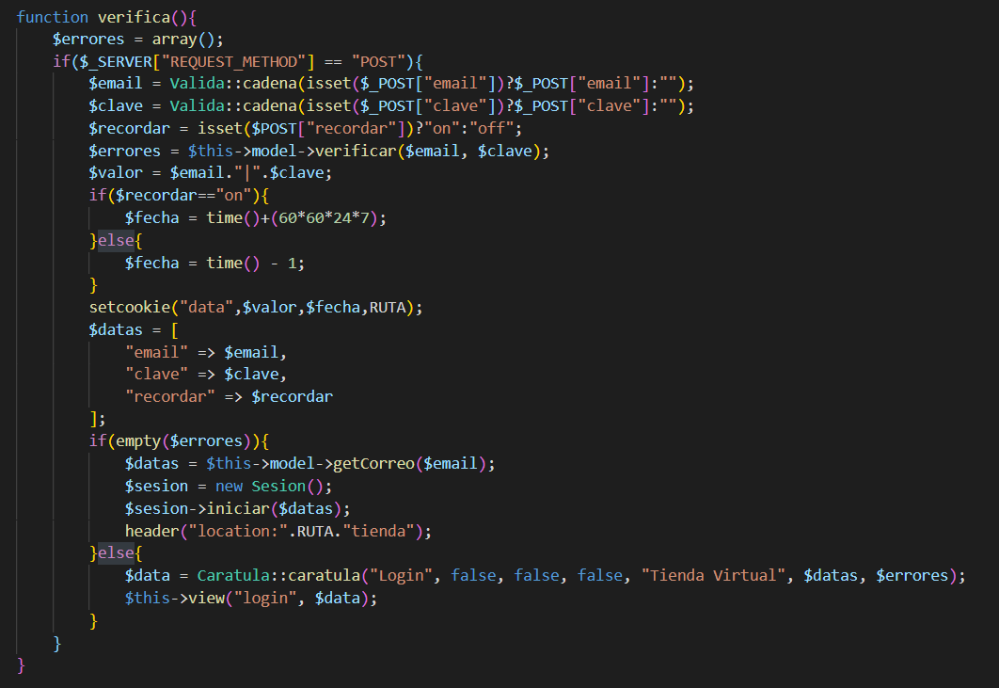 function verifica(){
    $errores = array();
    if($_SERVER["REQUEST_METHOD"] == "POST"){
        $email = Valida::cadena(isset($_POST["email"])?$_POST["email"]:"");
        $clave = Valida::cadena(isset($_POST["clave"])?$_POST["clave"]:"");
        $recordar = isset($POST["recordar"])?"on":"off";
        $errores = $this->model->verificar($email, $clave);
        $valor = $email."|".$clave;
        if($recordar=="on"){
            $fecha = time()+(60*60*24*7);
        }else{
            $fecha = time() - 1;
        }
        setcookie("data",$valor,$fecha,RUTA);
        $datas = [
            "email" => $email,
            "clave" => $clave,
            "recordar" => $recordar
        ];
        if(empty($errores)){
            $datas = $this->model->getCorreo($email);
            $sesion = new Sesion();
            $sesion->iniciar($datas);
            header("location:".RUTA."tienda");
        }else{
            $data = Caratula::caratula("Login", false, false, false, "Tienda Virtual", $datas, $errores);
            $this->view("login", $data);
        }
    }
}